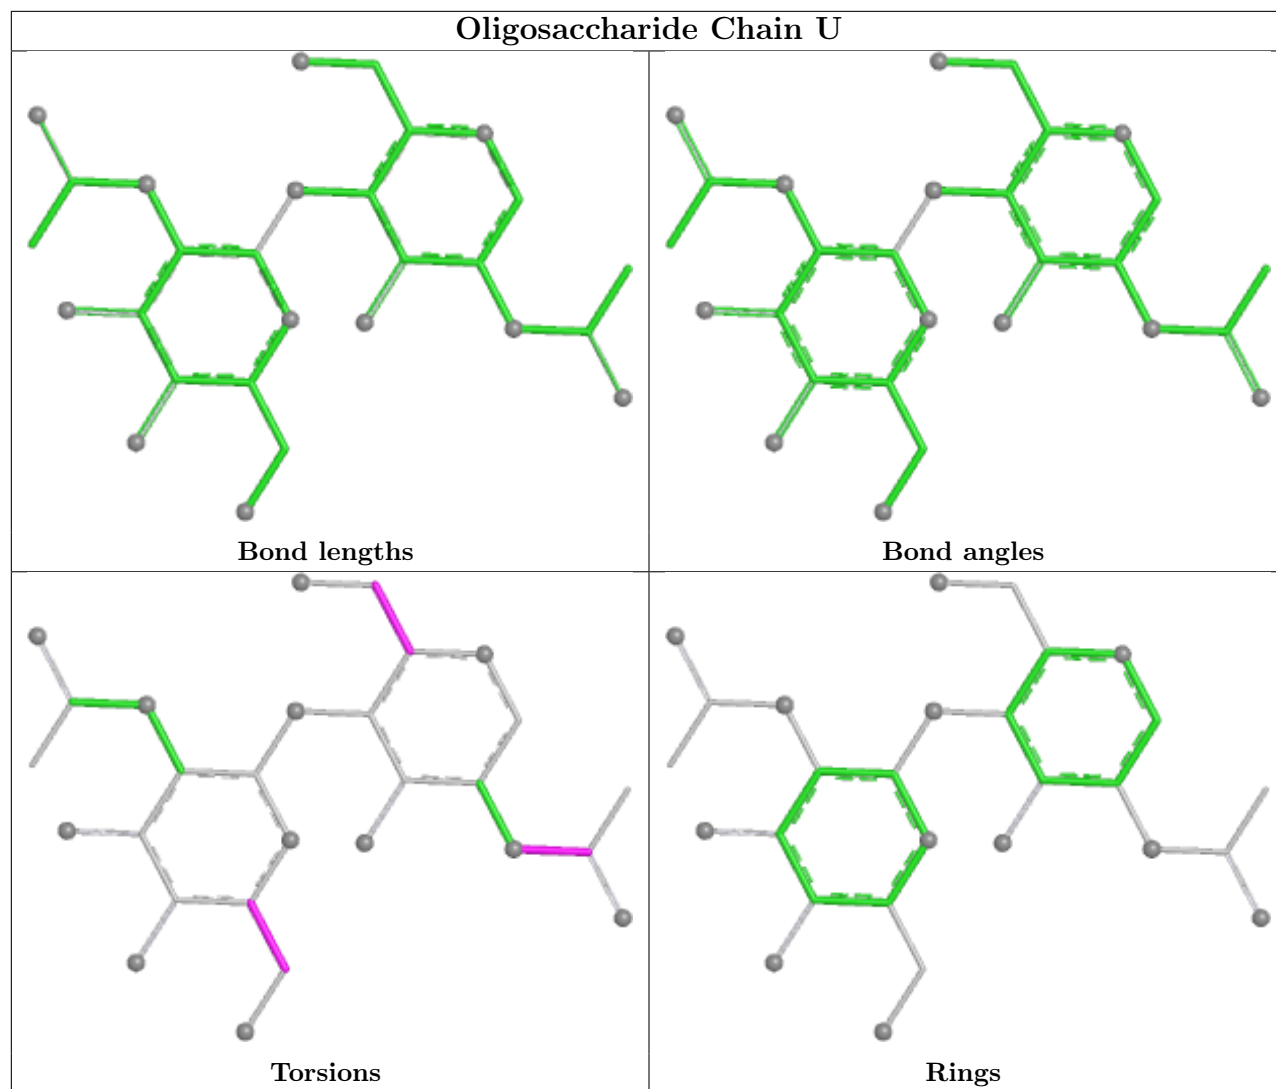 Oligosaccharide Chain U
Bond lengths
Bond angles
Torsions
Rings